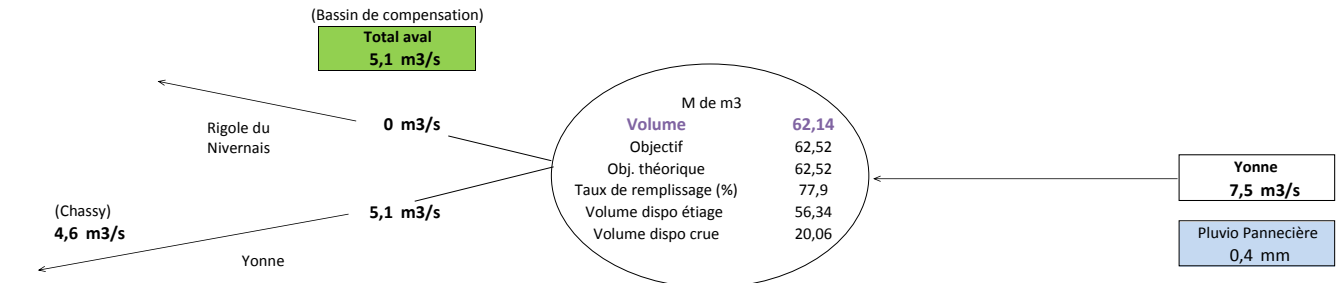 (Bassin de compensation)
Total aval
5,1 m3/s
Rigole du
Nivernais
0 m3/s
(Chassy)
4,6 m3/s
5,1 m3/s
Yonne
M de m3
Volume 62,14
Objectif 62,52
Obj. théorique 62,52
Taux de remplissage (%) 77,9
Volume dispo étiage 56,34
Volume dispo crue 20,06
Yonne
7,5 m3/s
Pluvio Pannecière
0,4 mm